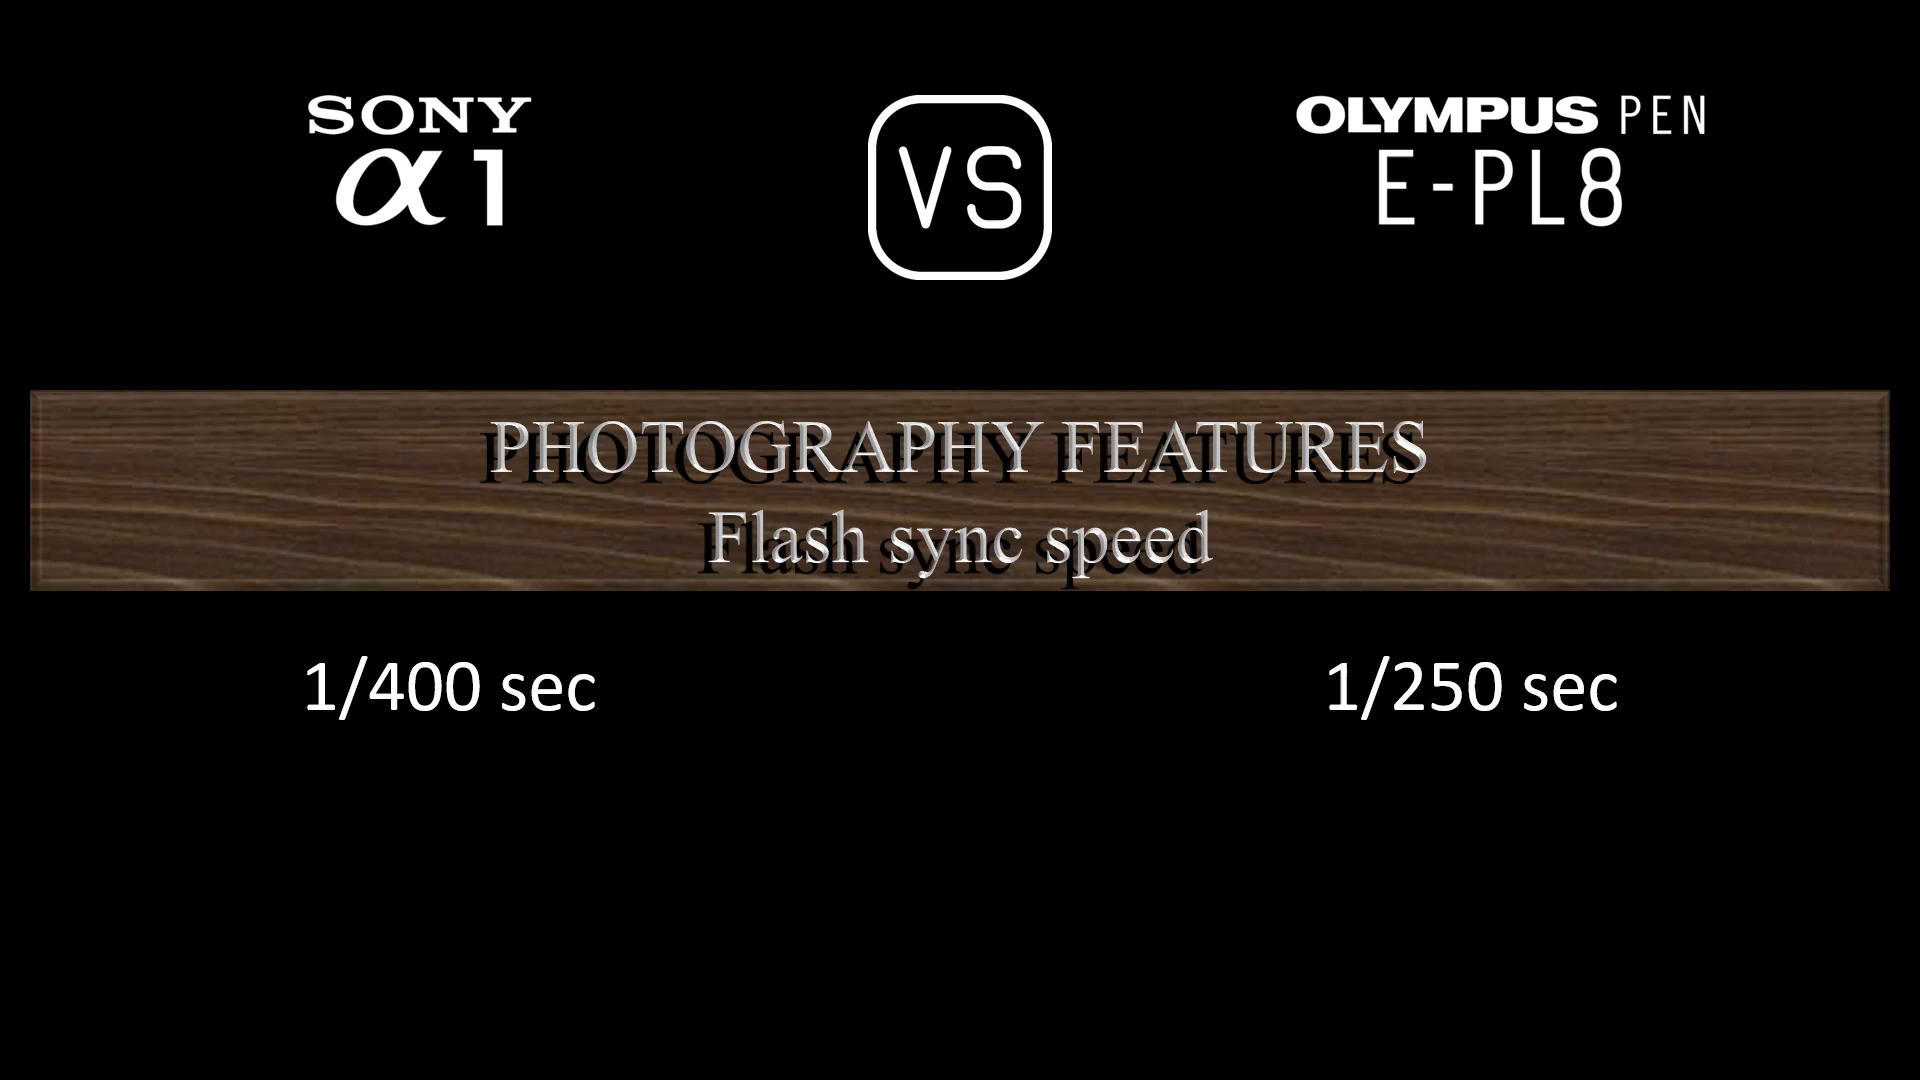 SONY
α1
VS
OLYMPUS PEN
E-PL8
PHOTOGRAPHY FEATURES
Flash sync speed
1/400 sec
1/250 sec